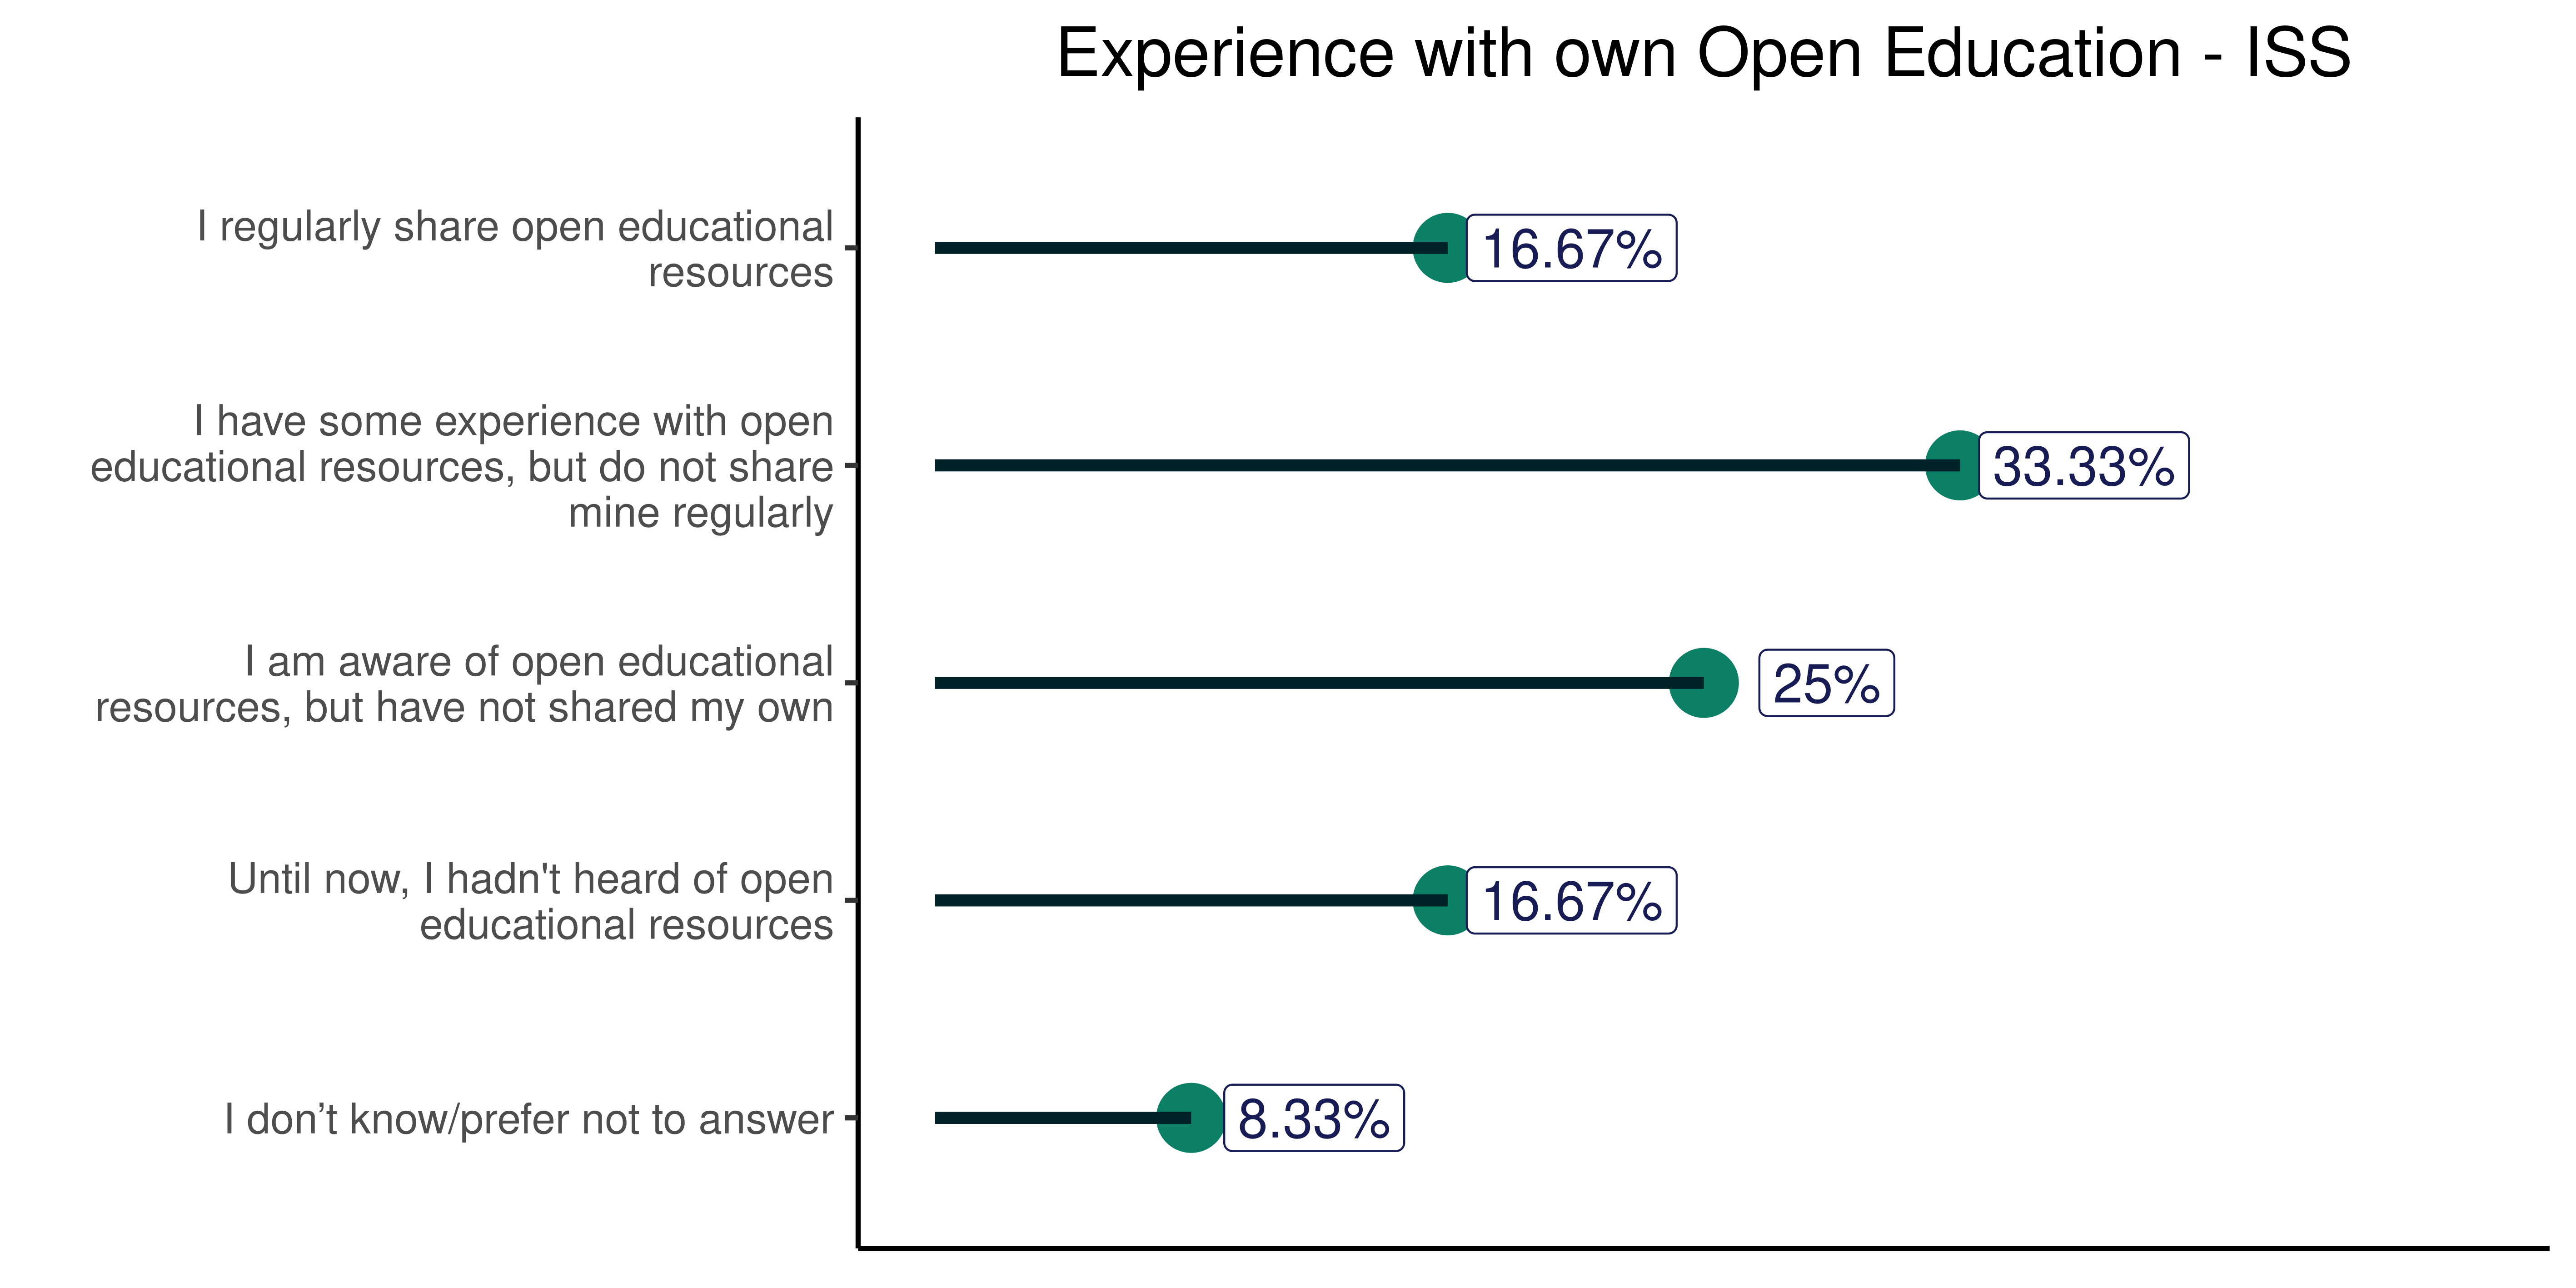 Experience with own Open Education - ISS
I regularly share open educational
resources
16.67%
I have some experience with open
educational resources, but do not share
mine regularly
33.33%
I am aware of open educational
resources, but have not shared my own
25%
Until now, I hadn't heard of open
educational resources
16.67%
I don’t know/prefer not to answer
8.33%